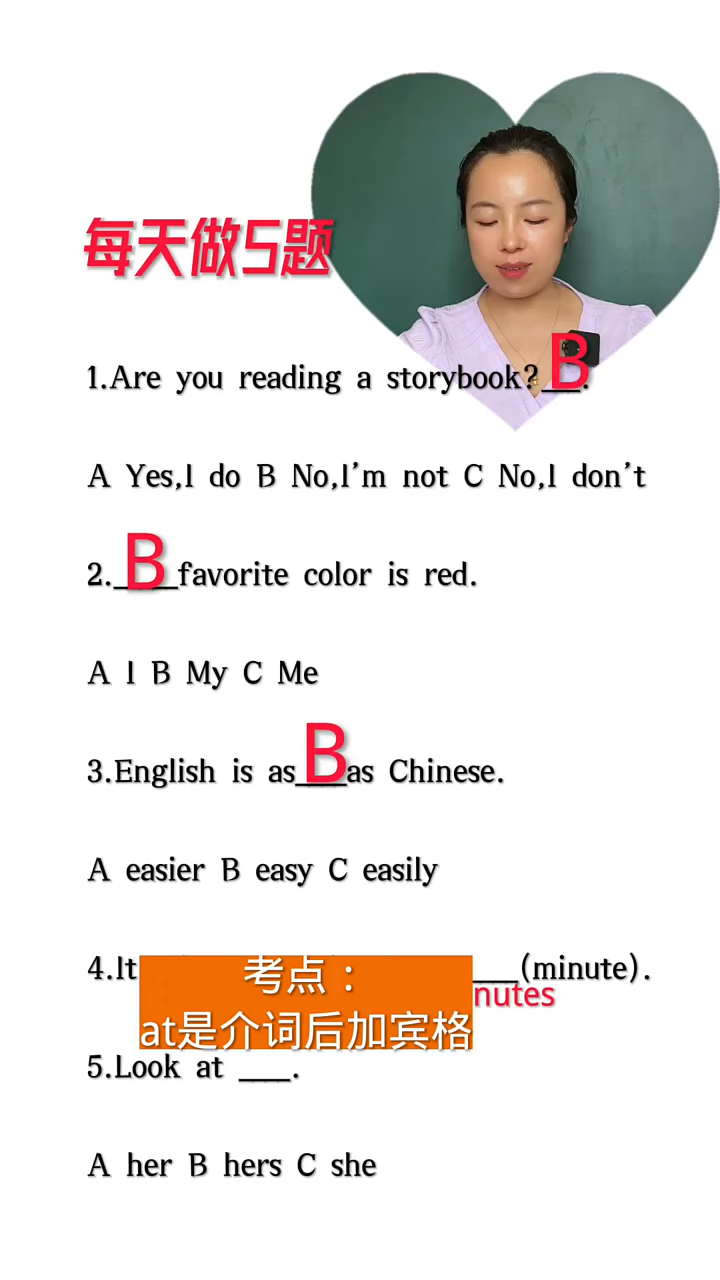 每天做5题
1.Are you reading a storybook? B.
A Yes,I do B No,I'm not C No,I don't
2. B favorite color is red.
A I B My C Me
3.English is as B as Chinese.
A easier B easy C easily
4.It ____(minute).
nutes
考点：
at是介词后加宾格
5.Look at ____.
A her B hers C she